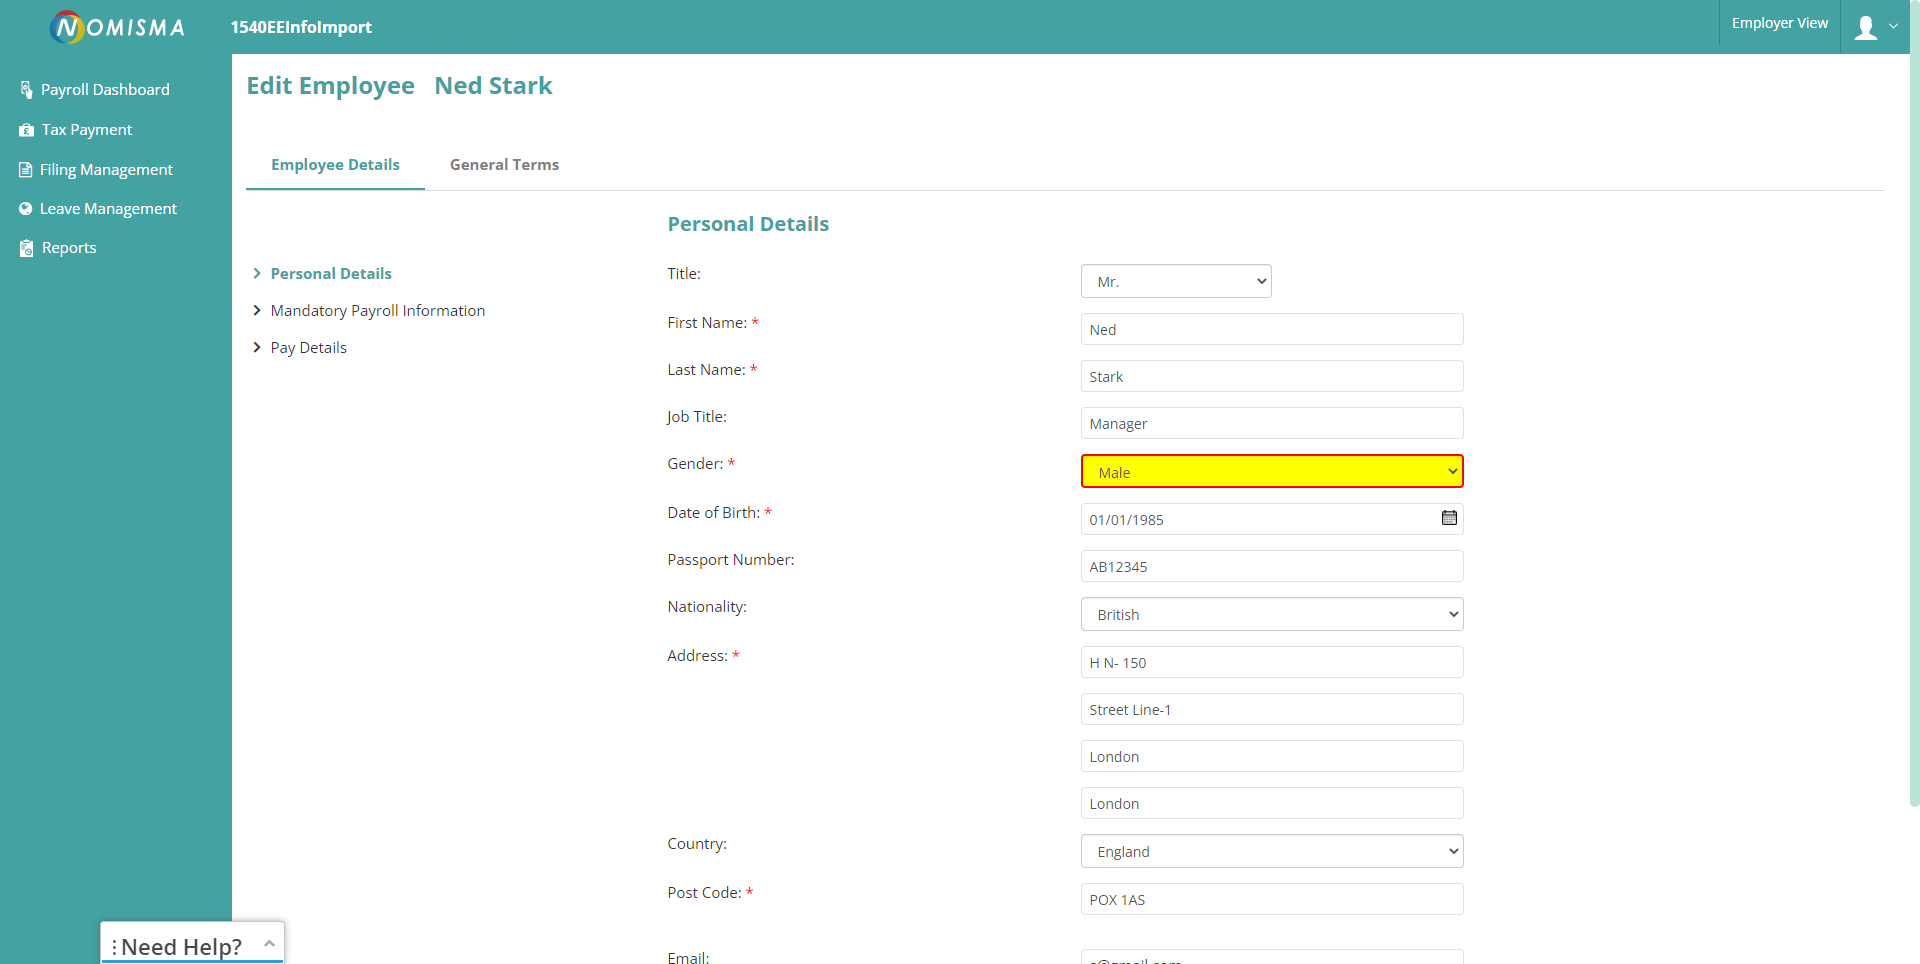 NOMISMA
1540EEInfoImport
Employer View
Payroll Dashboard
Tax Payment
Filing Management
Leave Management
Reports
Edit Employee Ned Stark
Employee Details
General Terms
Personal Details
Mandatory Payroll Information
Pay Details
Personal Details
Title: Mr.
First Name: * Ned
Last Name: * Stark
Job Title: Manager
Gender: * Male
Date of Birth: * 01/01/1985
Passport Number: AB12345
Nationality: British
Address: * H N- 150
Street Line-1
London
London
Country: England
Post Code: * POX 1AS
Email:
Need Help?